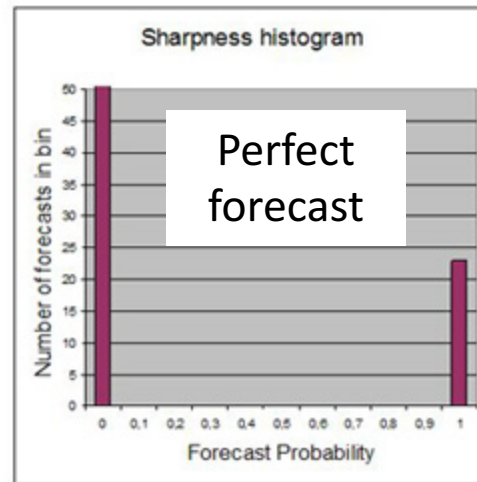 Sharpness histogram
Perfect
forecast
Number of forecasts in bin
50
45
40
35
30
25
20
15
10
5
0
0 0,1 0,2 0,3 0,4 0,5 0,6 0,7 0,8 0,9 1
Forecast Probability